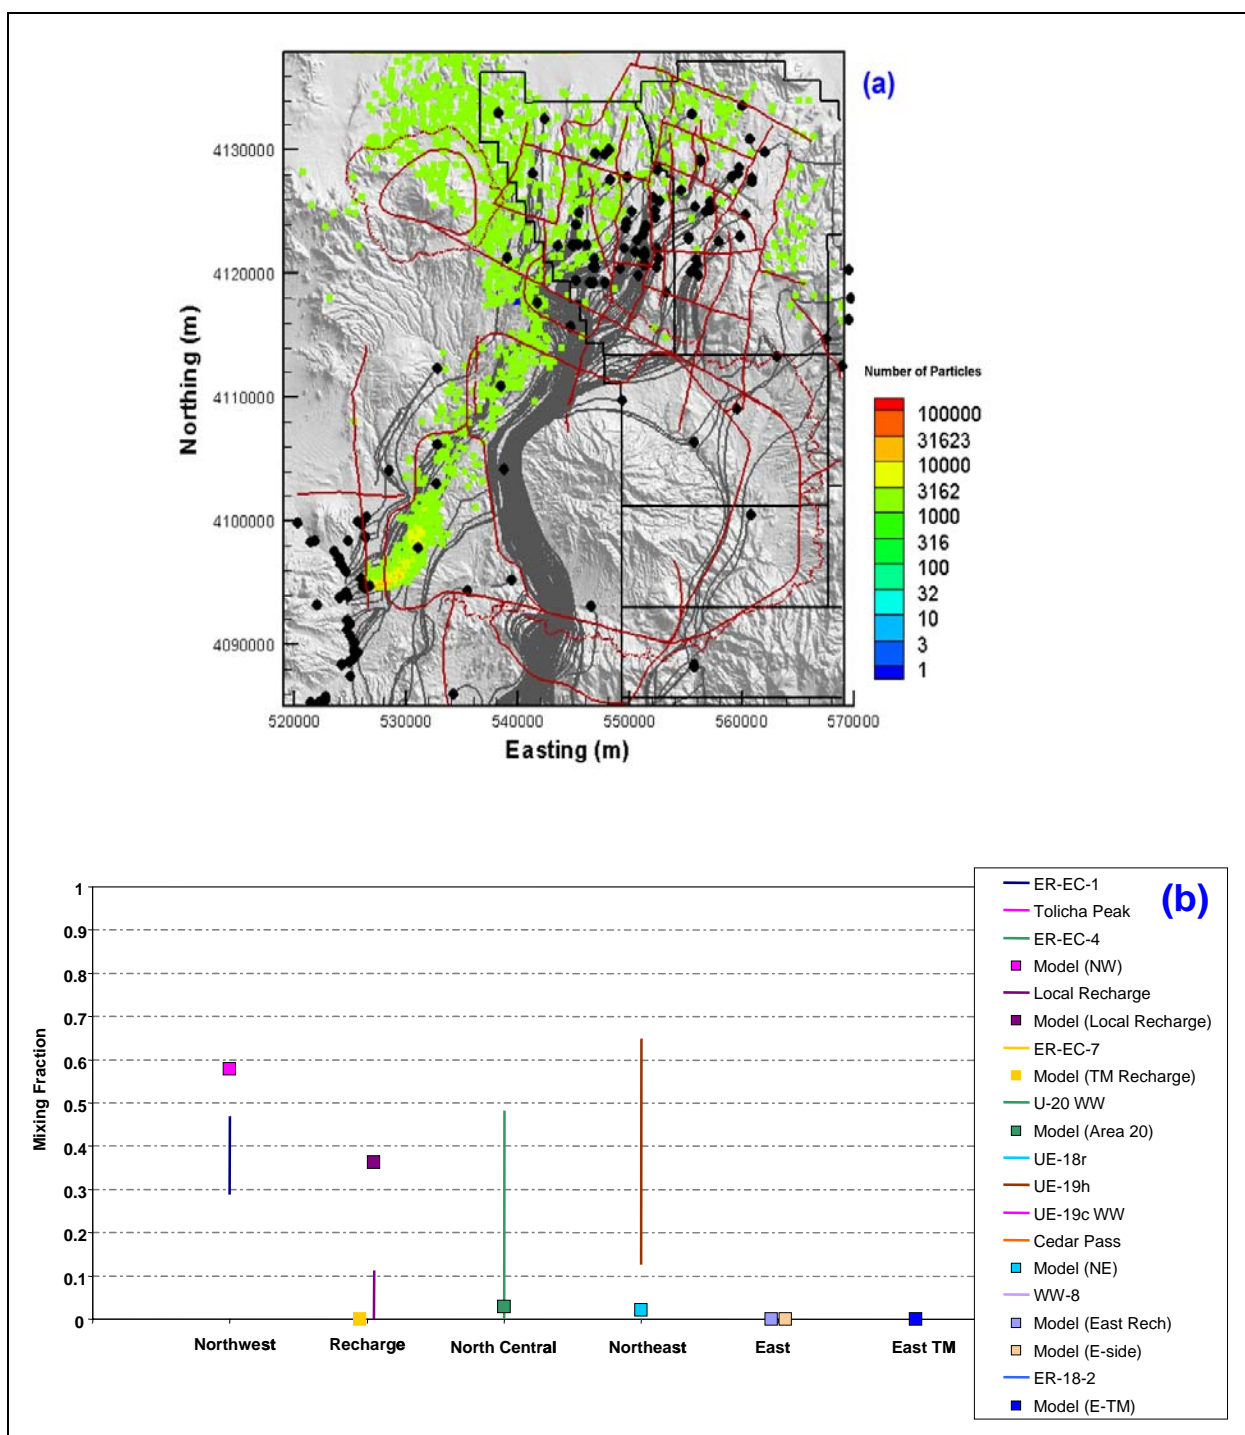 (a)
4130000
4120000
4110000
4100000
4090000
Northing (m)
520000 530000 540000 550000 560000 570000
Easting (m)
Number of Particles
100000
31623
10000
3162
1000
316
100
32
10
3
1
(b)
1
0.9
0.8
0.7
0.6
0.5
0.4
0.3
0.2
0.1
0
Mixing Fraction
Northwest Recharge North Central Northeast East East TM
ER-EC-1
Tolicha Peak
ER-EC-4
Model (NW)
Local Recharge
Model (Local Recharge)
ER-EC-7
Model (TM Recharge)
U-20 WW
Model (Area 20)
UE-18r
UE-19h
UE-19c WW
Cedar Pass
Model (NE)
WW-8
Model (East Rech)
Model (E-side)
ER-18-2
Model (E-TM)